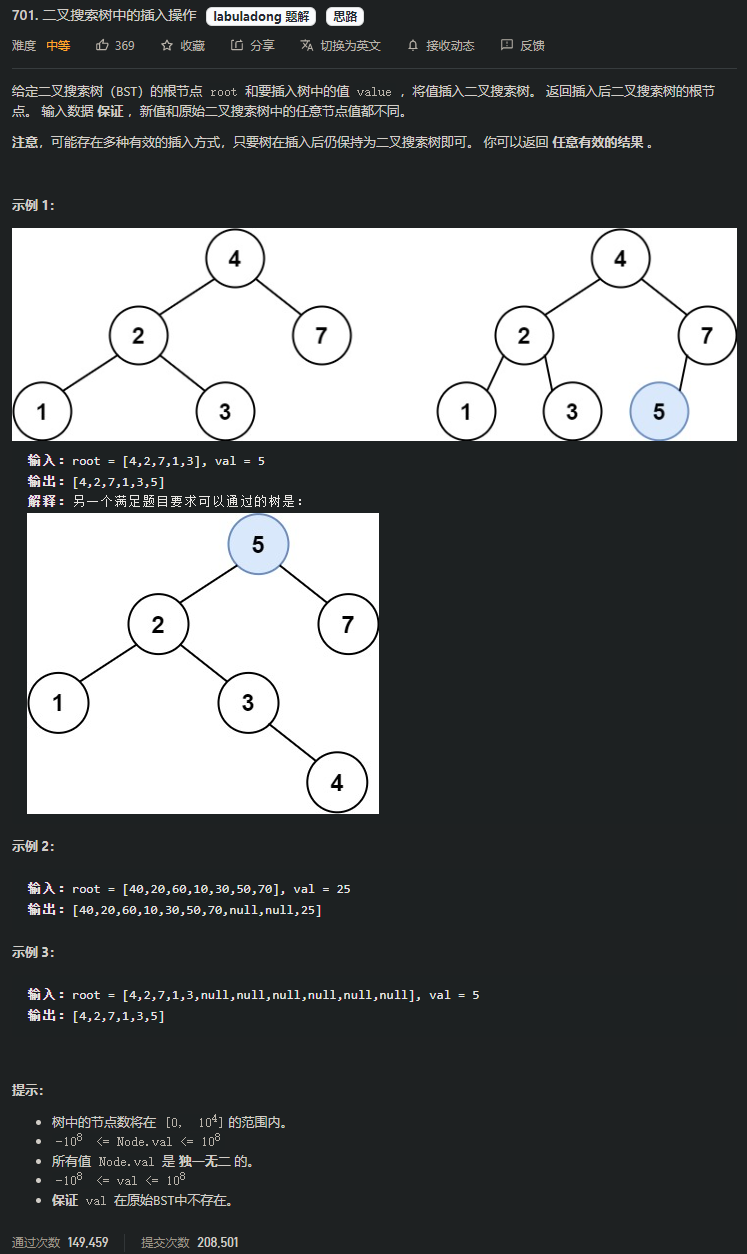 701. 二叉搜索树中的插入操作 labuladong 题解 思路
难度 中等 369 收藏 分享 切换为英文 接收动态 反馈
给定二叉搜索树（BST）的根节点 root 和要插入树中的值 value ，将值插入二叉搜索树。 返回插入后二叉搜索树的根节
点。 输入数据 保证 ，新值和原始二叉搜索树中的任意节点值都不同。
注意，可能存在多种有效的插入方式，只要树在插入后仍保持为二叉搜索树即可。 你可以返回 任意有效的结果 。
示例 1：
4 4
2 7 2 7
1 3 1 3 5
输入：root = [4,2,7,1,3], val = 5
输出：[4,2,7,1,3,5]
解释：另一个满足题目要求可以通过的树是：
5
2 7
1 3
4
示例 2：
输入：root = [40,20,60,10,30,50,70], val = 25
输出：[40,20,60,10,30,50,70,null,null,25]
示例 3：
输入：root = [4,2,7,1,3,null,null,null,null,null,null], val = 5
输出：[4,2,7,1,3,5]
提示：
• 树中的节点数将在 [0, 10⁴] 的范围内。
• -10⁸ <= Node.val <= 10⁸
• 所有值 Node.val 是 独一无二 的。
• -10⁸ <= val <= 10⁸
• 保证 val 在原始BST中不存在。
通过次数 149,459 提交次数 208,501